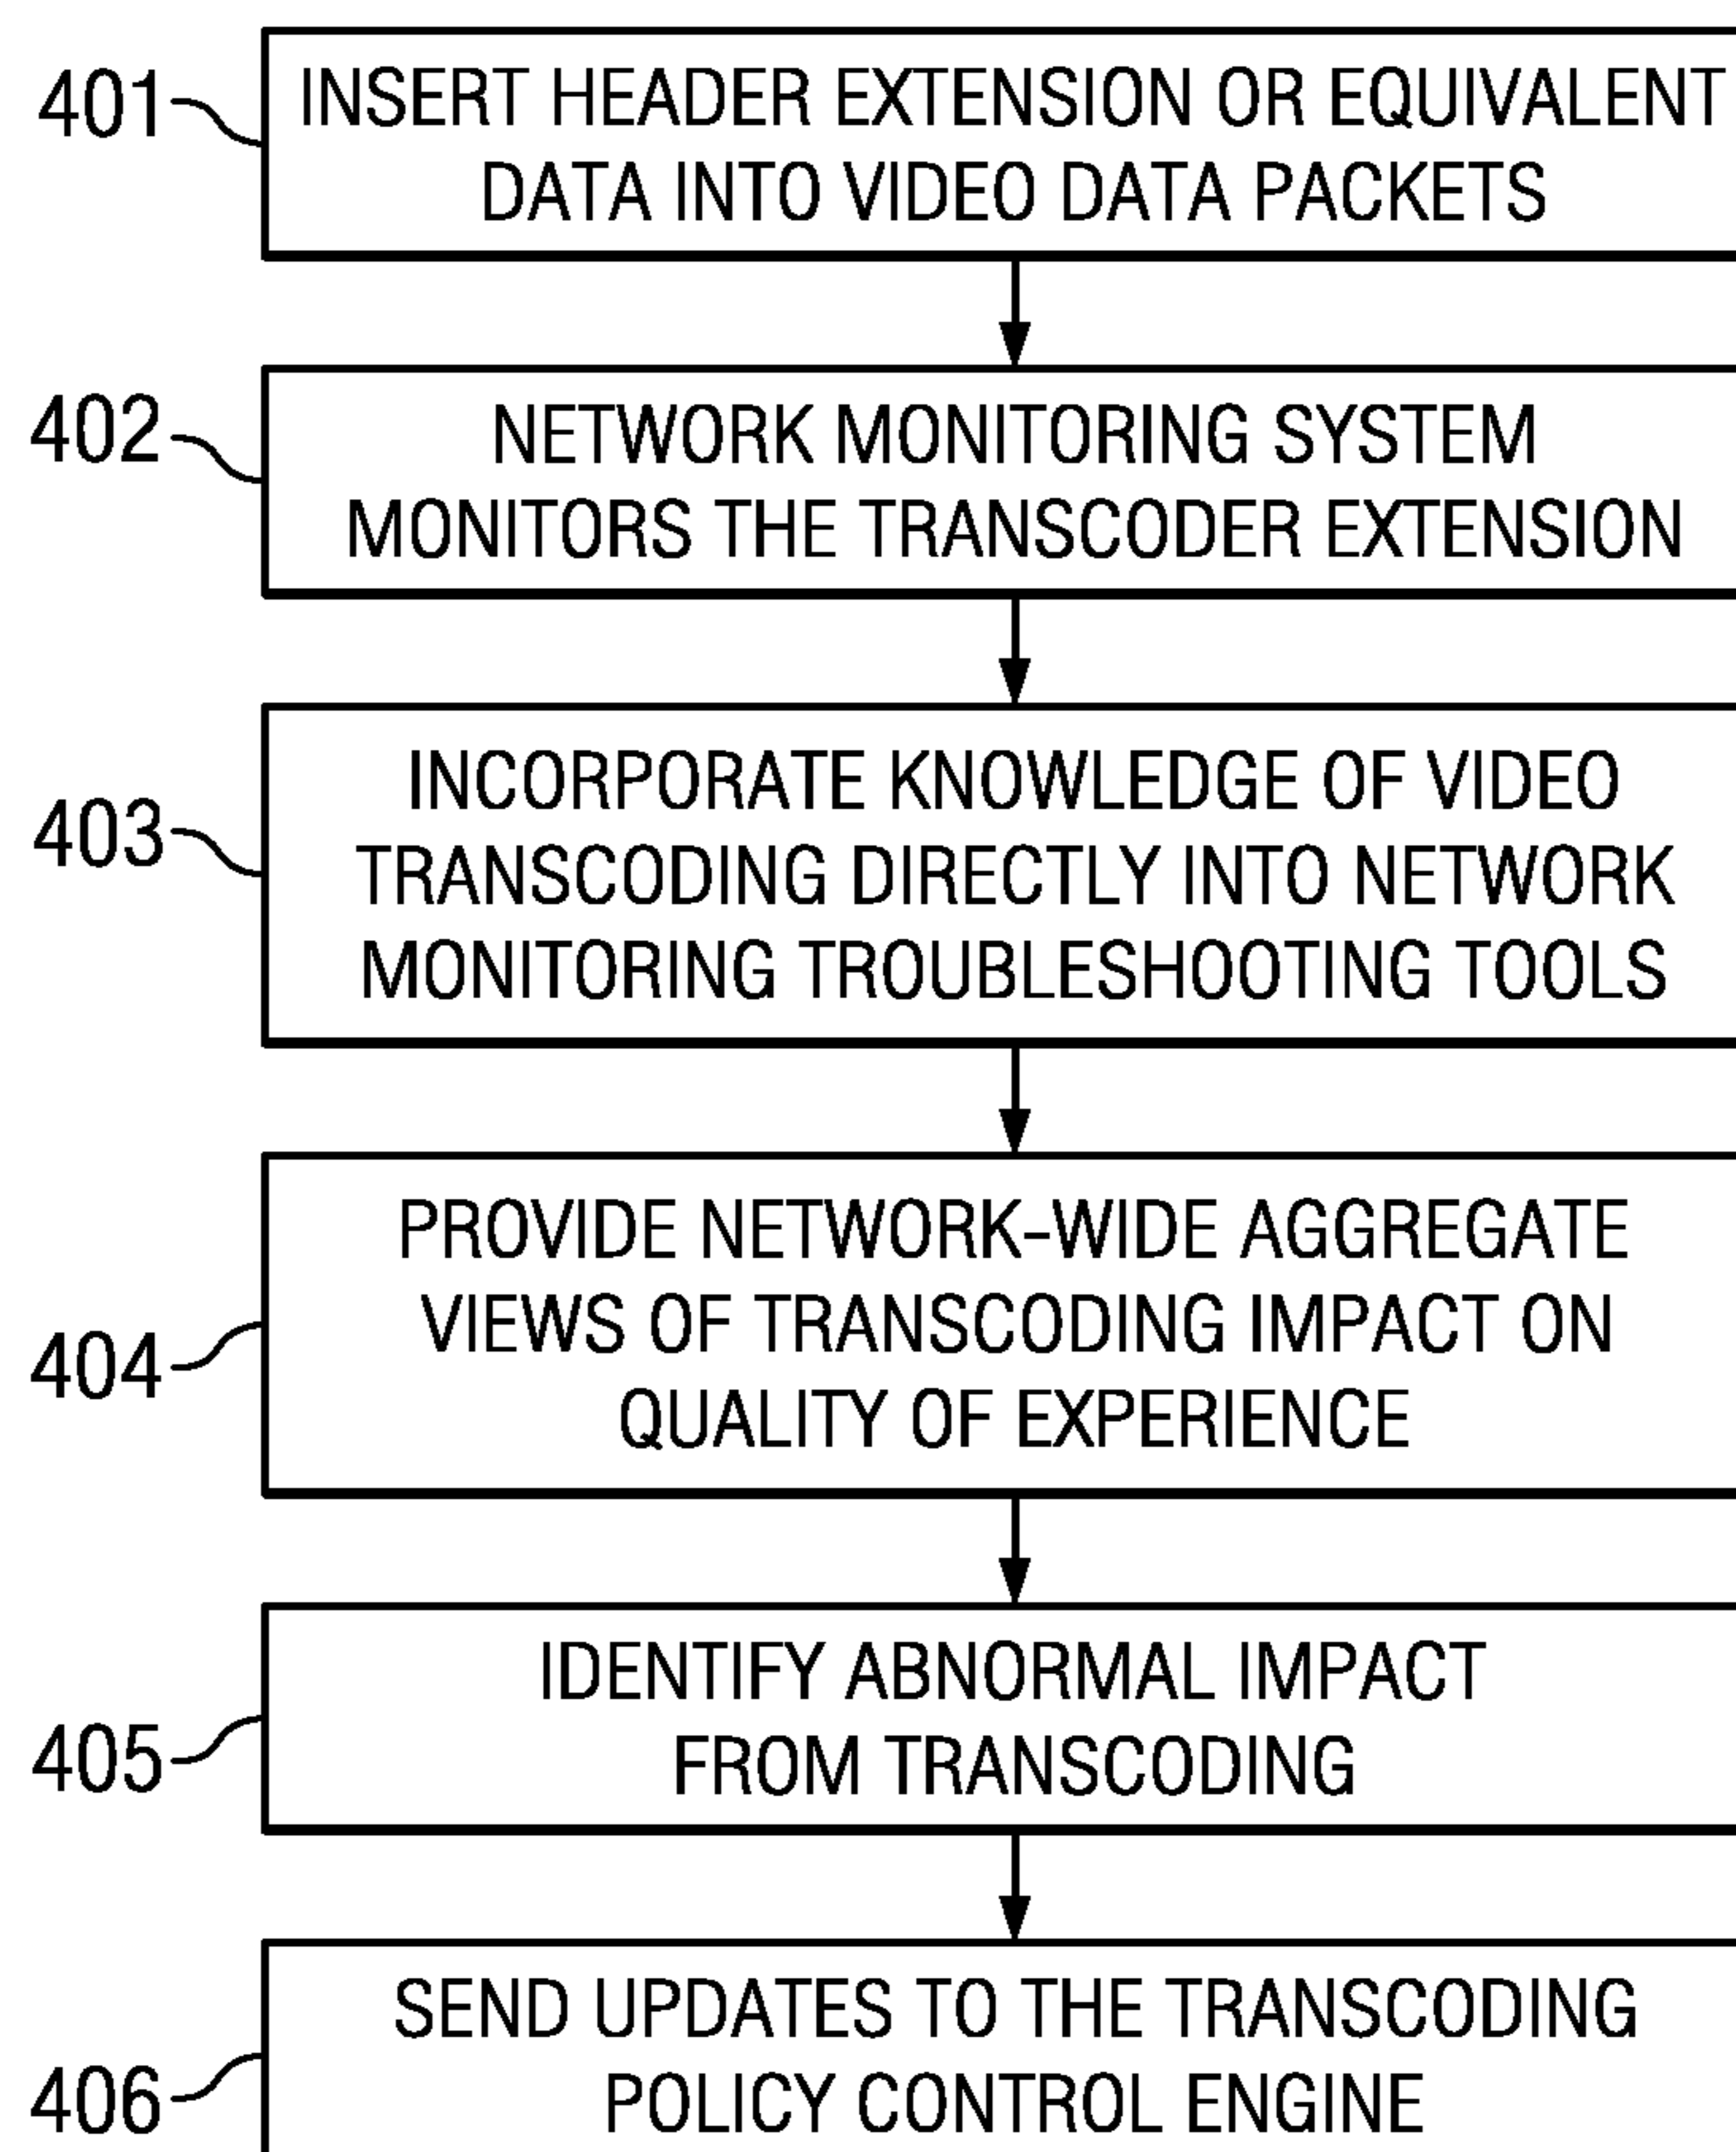 401
INSERT HEADER EXTENSION OR EQUIVALENT
DATA INTO VIDEO DATA PACKETS
402
NETWORK MONITORING SYSTEM
MONITORS THE TRANSCODER EXTENSION
403
INCORPORATE KNOWLEDGE OF VIDEO
TRANSCODING DIRECTLY INTO NETWORK
MONITORING TROUBLESHOOTING TOOLS
404
PROVIDE NETWORK-WIDE AGGREGATE
VIEWS OF TRANSCODING IMPACT ON
QUALITY OF EXPERIENCE
405
IDENTIFY ABNORMAL IMPACT
FROM TRANSCODING
406
SEND UPDATES TO THE TRANSCODING
POLICY CONTROL ENGINE